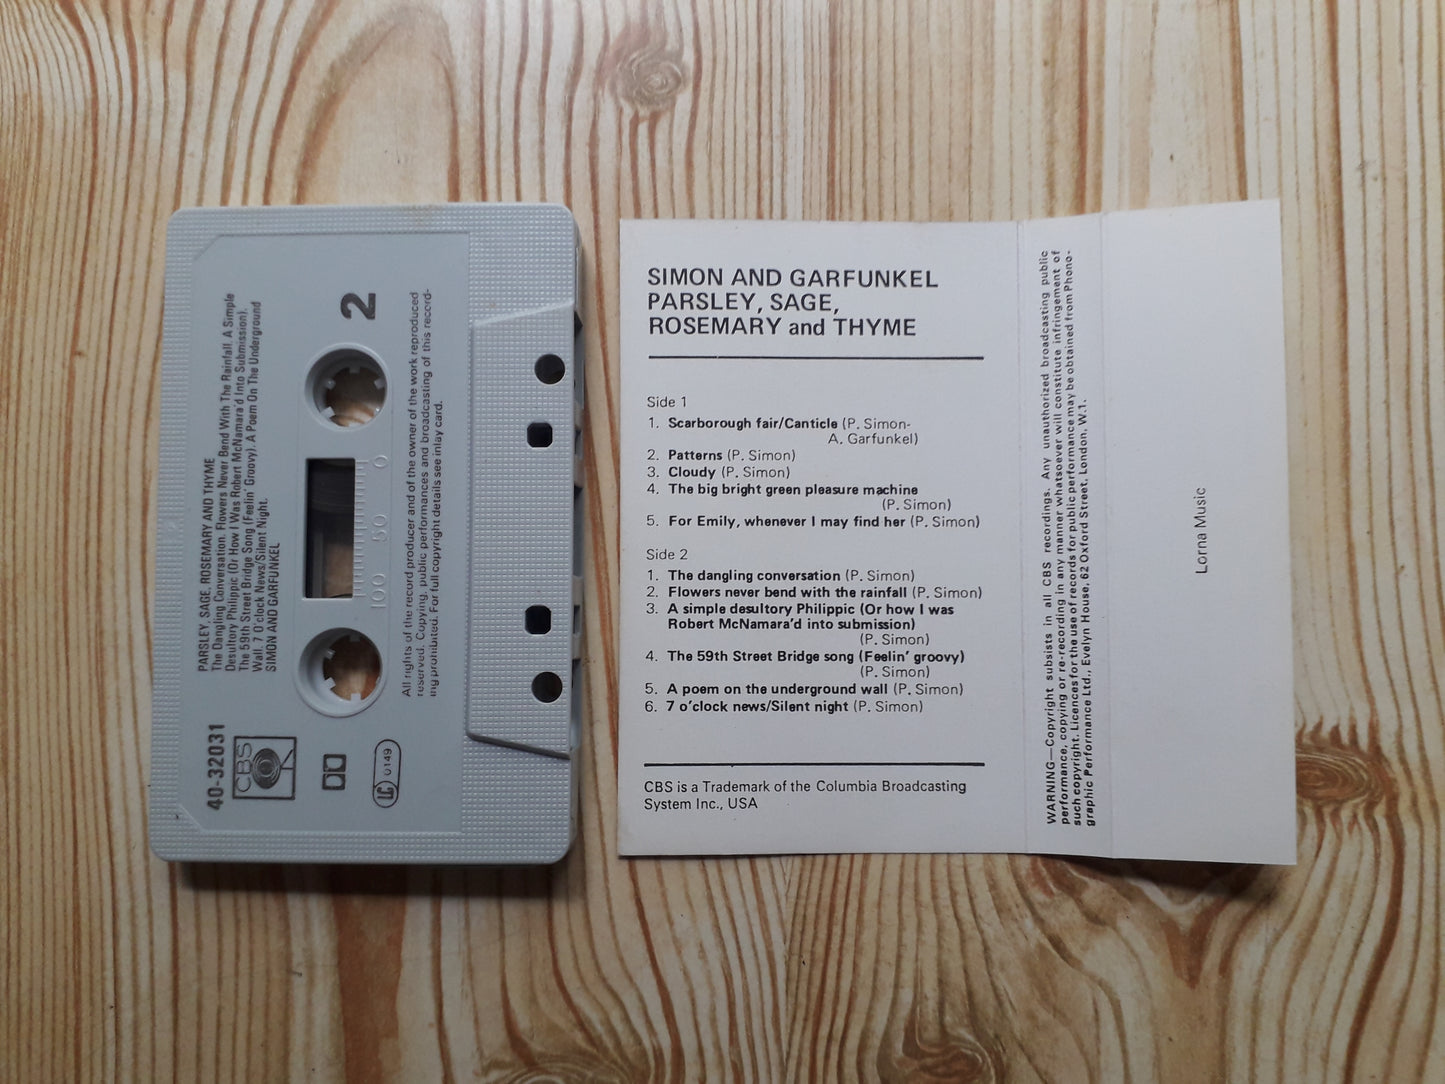 PARSLEY, SAGE, ROSEMARY AND THYME
The Dangling Conversation. Flowers Never Bend With The Rainfall. A Simple
Desultory Philippic (Or How I Was Robert McNamara'd Into Submission).
The 59th Street Bridge Song (Feelin' Groovy). A Poem On The Underground
Wall. 7 O'clock News/Silent Night.
SIMON AND GARFUNKEL
2
40-32031
CBS
LC 0149
100 50 0
All rights of the record producer and of the owner of the work reproduced
reserved. Copying, public performances and broadcasting of this record-
ing prohibited. For full copyright details see inlay card.
SIMON AND GARFUNKEL
PARSLEY, SAGE,
ROSEMARY and THYME
Side 1
1. Scarborough fair/Canticle (P. Simon-
A. Garfunkel)
2. Patterns (P. Simon)
3. Cloudy (P. Simon)
4. The big bright green pleasure machine
(P. Simon)
5. For Emily, whenever I may find her (P. Simon)
Side 2
1. The dangling conversation (P. Simon)
2. Flowers never bend with the rainfall (P. Simon)
3. A simple desultory Philippic (Or how I was
Robert McNamara'd into submission)
(P. Simon)
4. The 59th Street Bridge song (Feelin' groovy)
(P. Simon)
5. A poem on the underground wall (P. Simon)
6. 7 o'clock news/Silent night (P. Simon)
CBS is a Trademark of the Columbia Broadcasting
System Inc., USA
WARNING—Copyright subsists in all CBS recordings. Any unauthorized broadcasting public
performance, copying or re-recording in any manner whatsoever will constitute infringement of
such copyright. Licences for the use of records for public performance may be obtained from Phono-
graphic Performance Ltd., Evelyn House, 62 Oxford Street, London, W.1.
Lorna Music